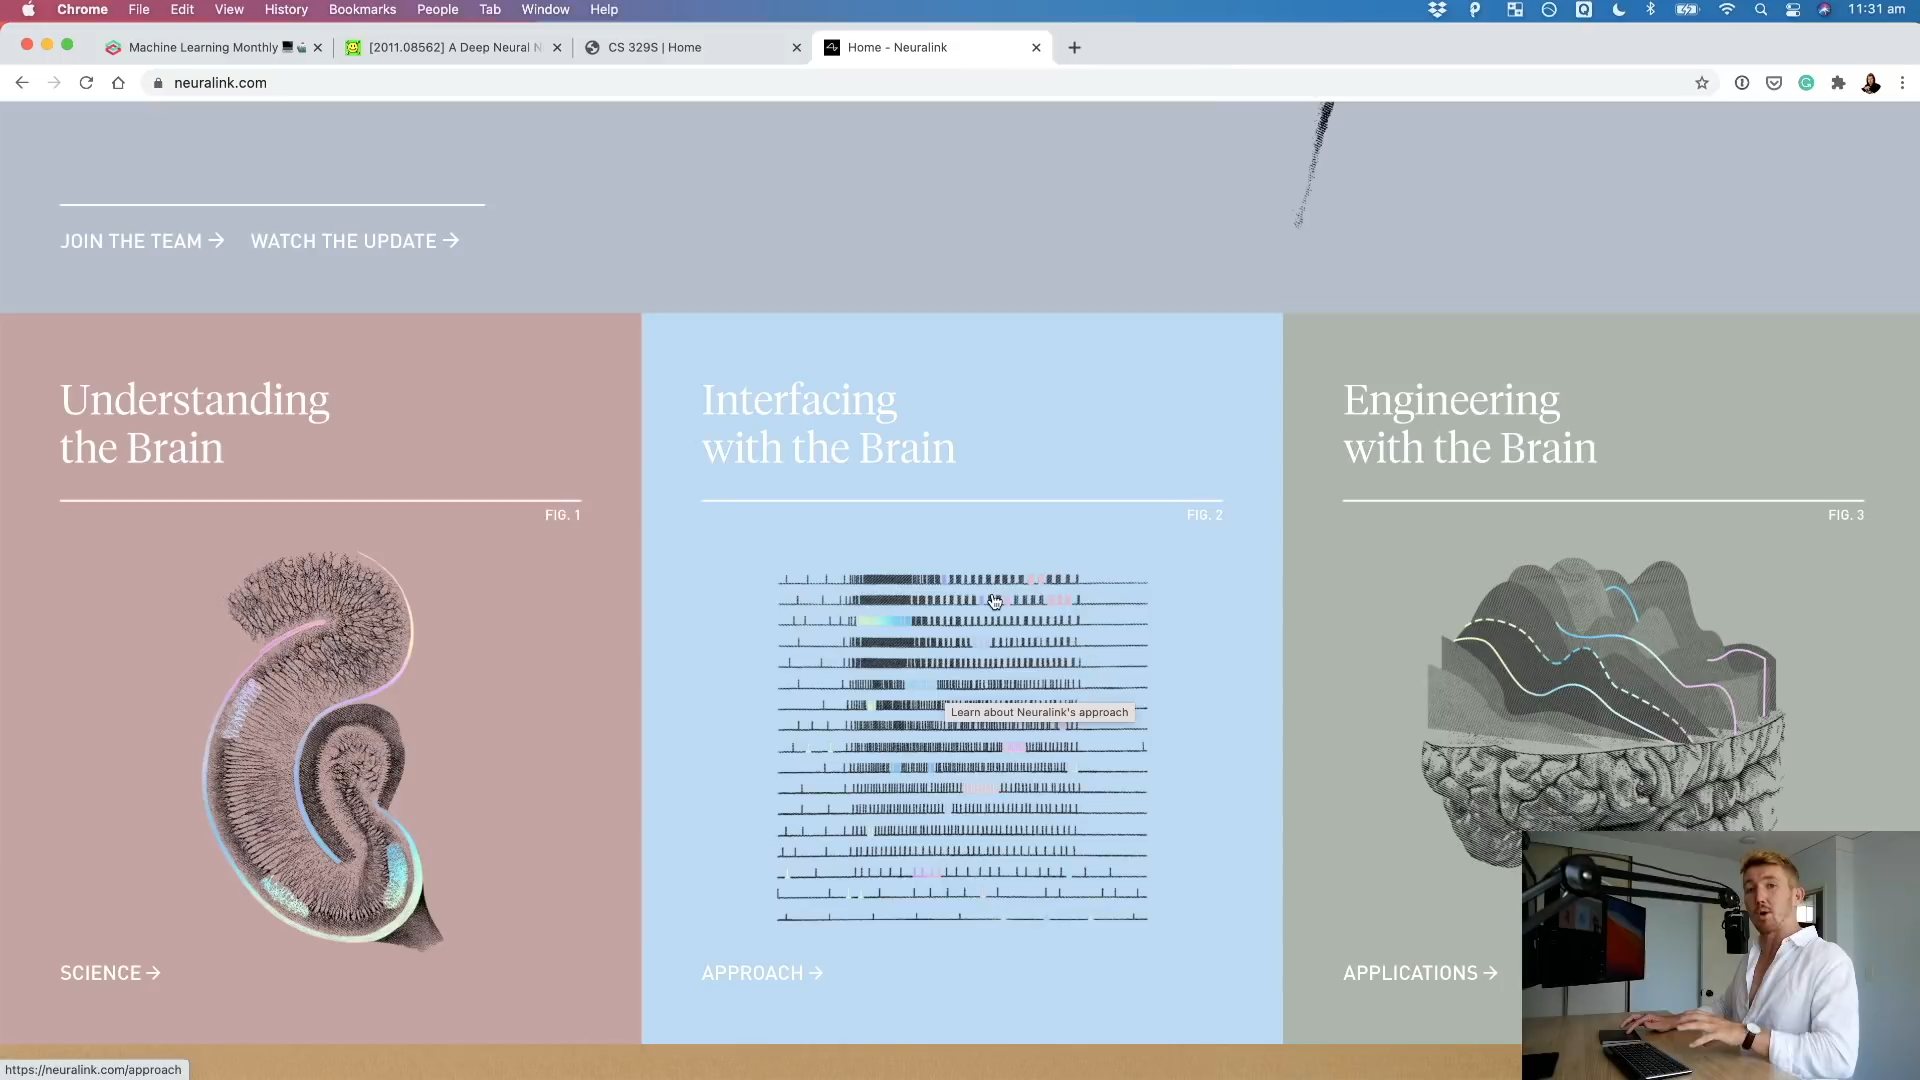 Chrome File Edit View History Bookmarks People Tab Window Help 11:31 am
Machine Learning Monthly
[2011.08562] A Deep Neural N
CS 329S | Home
Home - Neuralink
neuralink.com
JOIN THE TEAM → WATCH THE UPDATE →
Understanding
the Brain
FIG. 1
SCIENCE →
Interfacing
with the Brain
FIG. 2
Learn about Neuralink's approach
APPROACH →
Engineering
with the Brain
FIG. 3
APPLICATIONS →
https://neuralink.com/approach